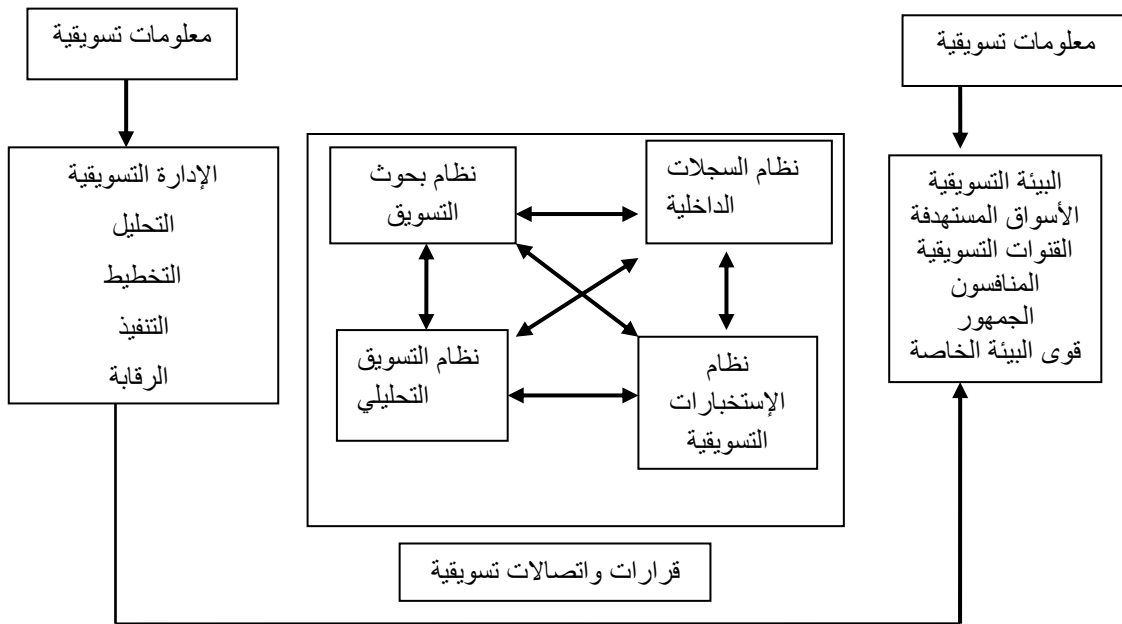 معلومات تسويقية
معلومات تسويقية
البيئة التسويقية
الأسواق المستهدفة
القنوات التسويقية
المنافسون
الجمهور
قوى البيئة الخاصة
نظام السجلات
الداخلية
نظام بحوث
التسويق
نظام
الإستخبارات
التسويقية
نظام التسويق
التحليلي
الإدارة التسويقية
التحليل
التخطيط
التنفيذ
الرقابة
قرارات واتصالات تسويقية